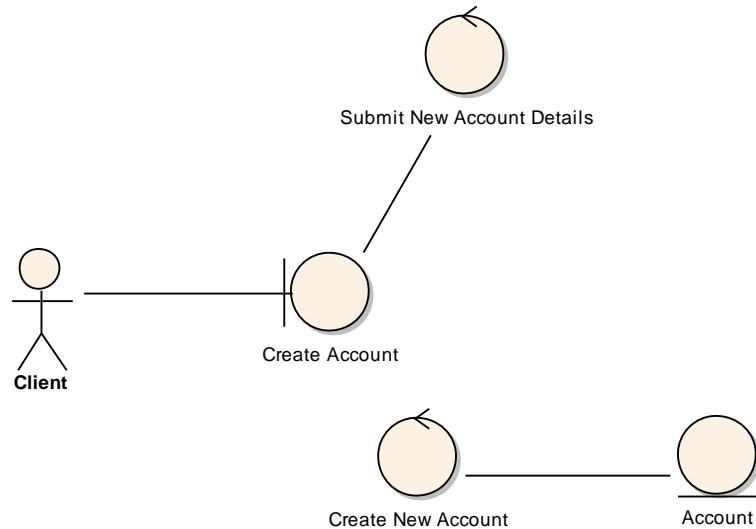 Submit New Account Details
Create Account
Client
Create New Account
Account